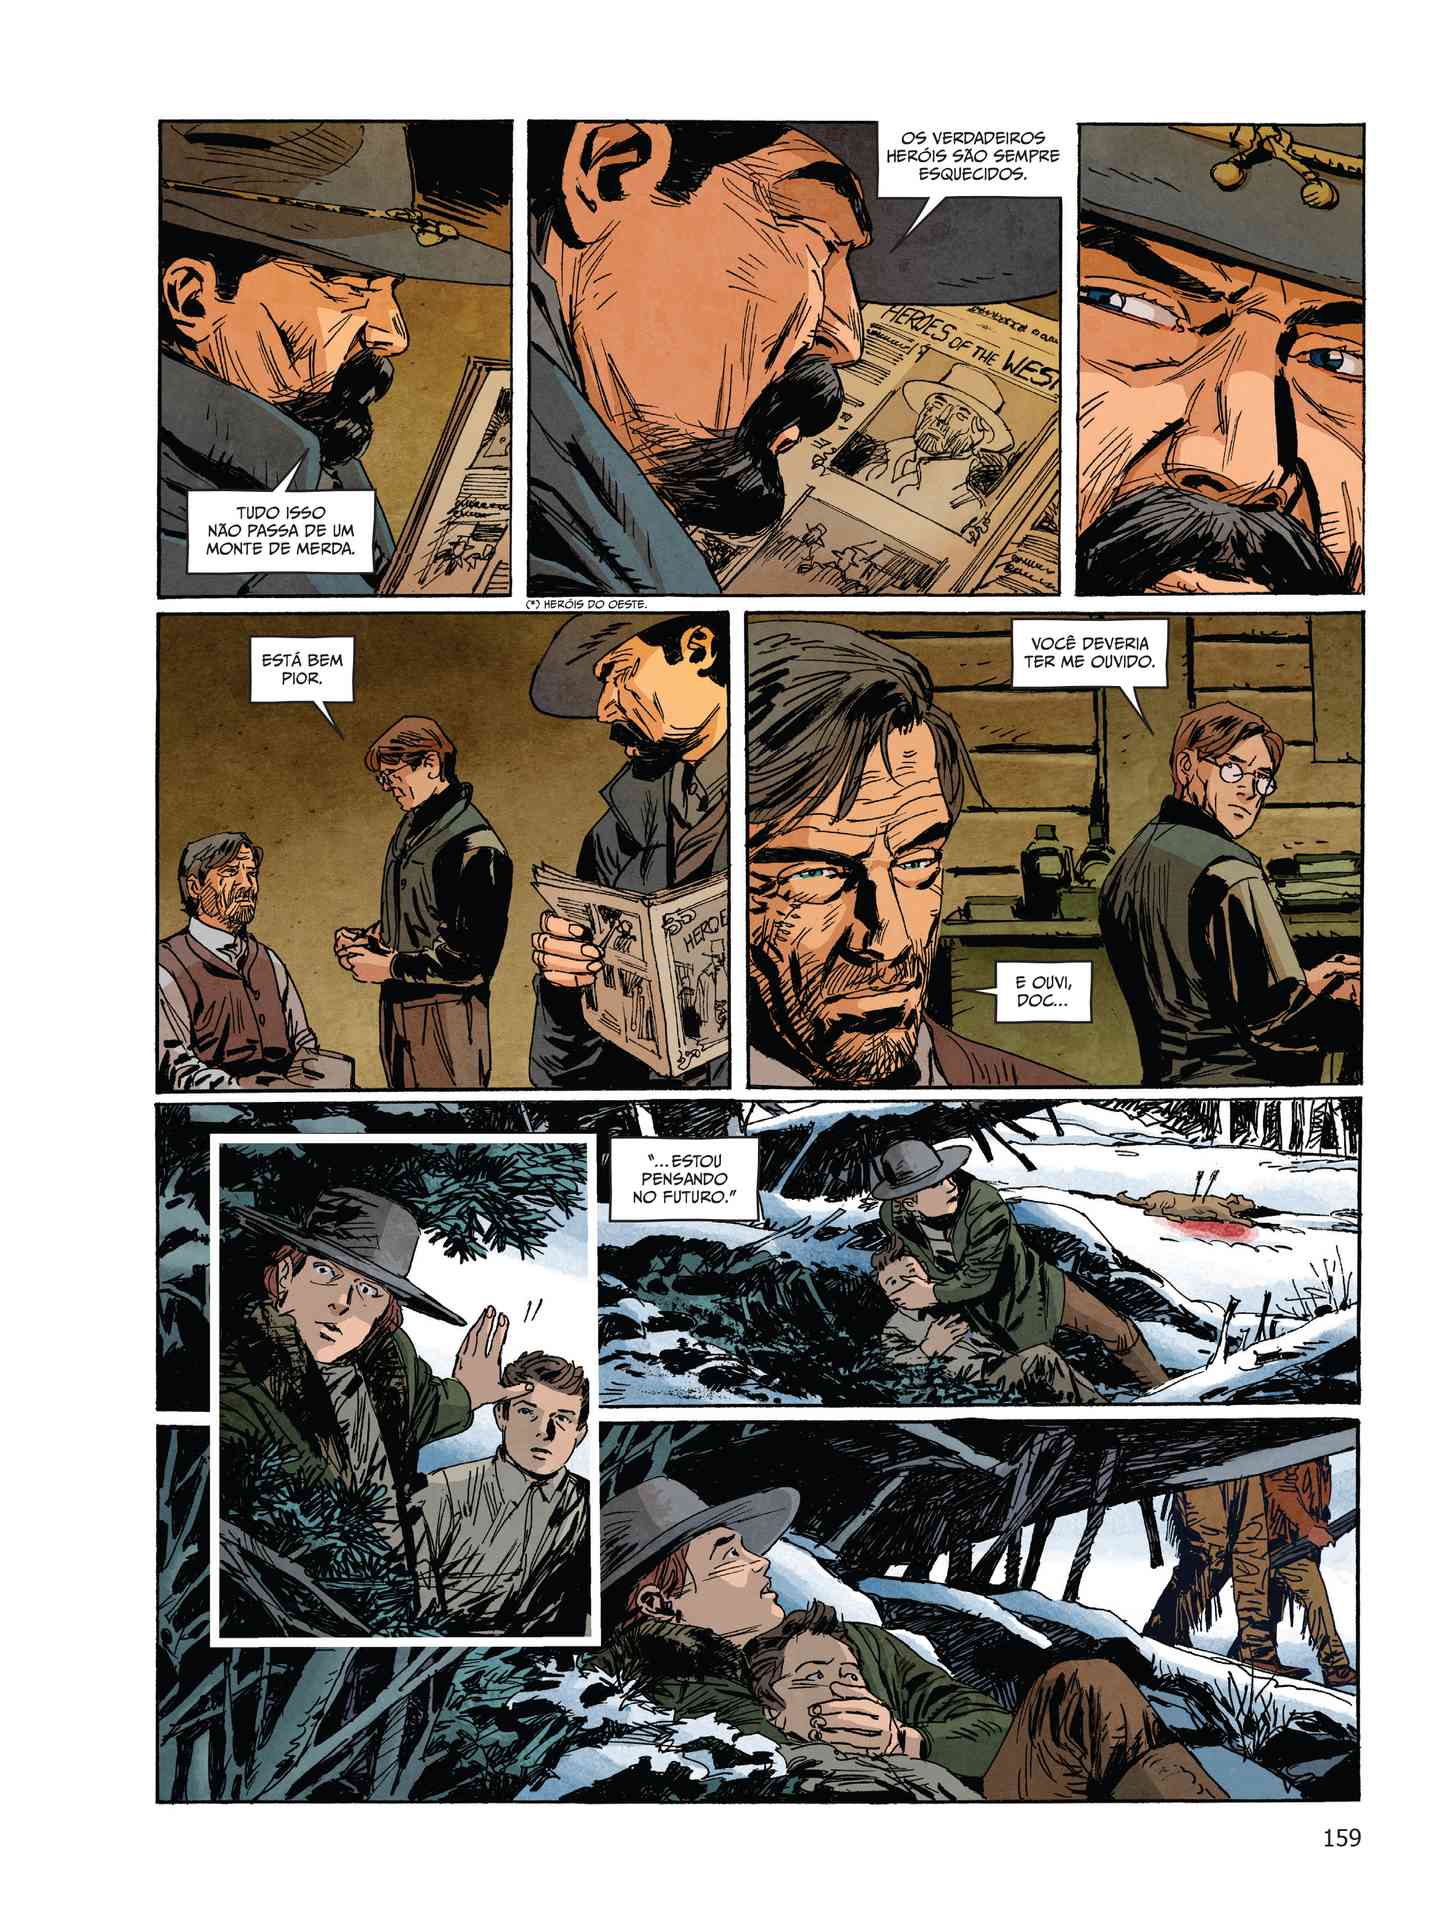 TUDO ISSO
NÃO PASSA DE UM
MONTE DE MERDA.
OS VERDADEIROS
HERÓIS SÃO SEMPRE
ESQUECIDOS.
HEROES OF THE WEST
(*) HERÓIS DO OESTE.
ESTÁ BEM
PIOR.
HEROE
VOCÊ DEVERIA
TER ME OUVIDO.
E OUVI,
DOC...
"...ESTOU
PENSANDO
NO FUTURO."
159